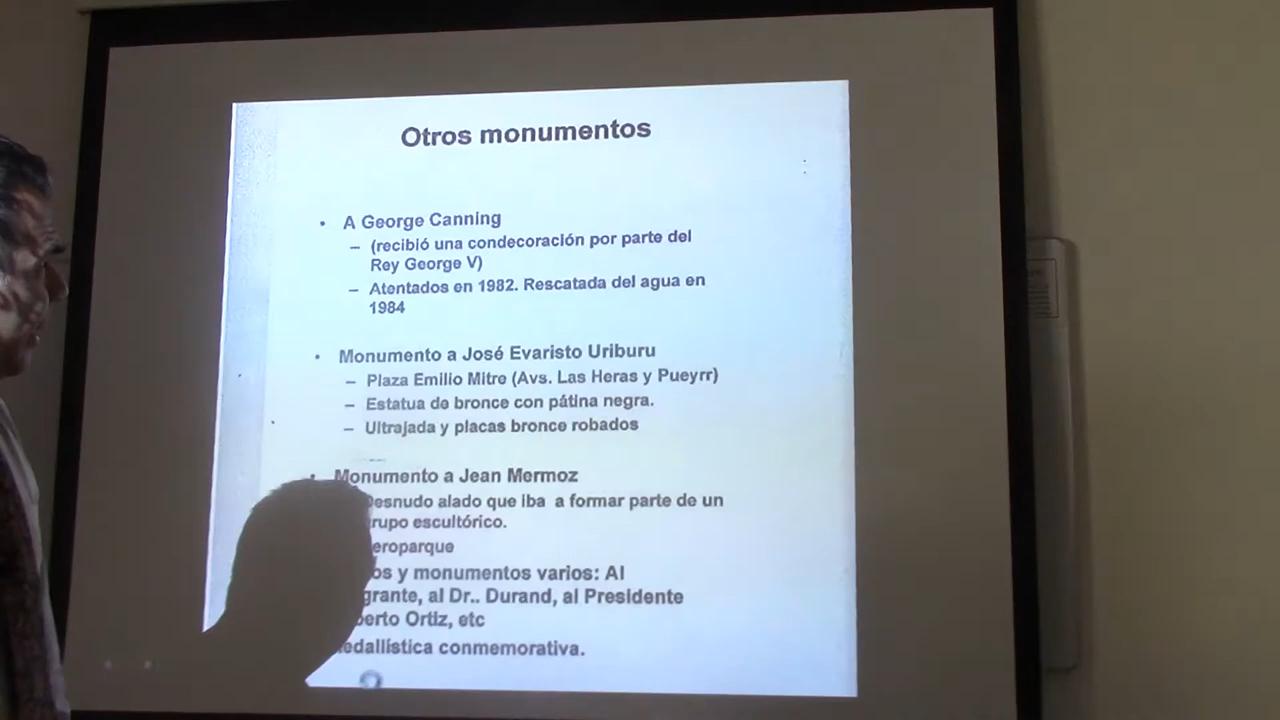 Otros monumentos
• A George Canning
– (recibió una condecoración por parte del
Rey George V)
– Atentados en 1982. Rescatada del agua en
1984
• Monumento a José Evaristo Uriburu
– Plaza Emilio Mitre (Avs. Las Heras y Pueyrr)
– Estatua de bronce con pátina negra.
– Ultrajada y placas bronce robados
• Monumento a Jean Mermoz
Desnudo alado que iba a formar parte de un
rupo escultórico.
eroparque
os y monumentos varios: Al
grante, al Dr.. Durand, al Presidente
berto Ortiz, etc
edallística conmemorativa.